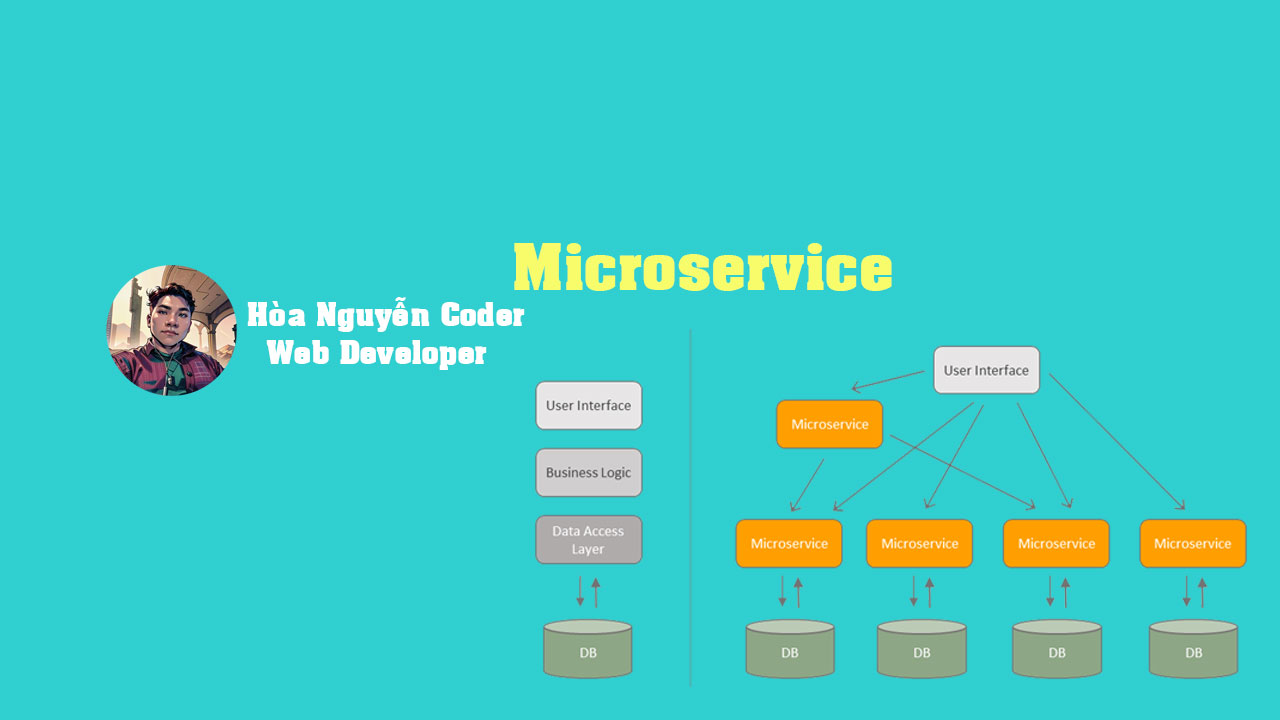 Microservice
Hòa Nguyễn Coder
Web Developer
User Interface
Business Logic
Data Access
Layer
DB
User Interface
Microservice
Microservice
Microservice
Microservice
Microservice
DB
DB
DB
DB